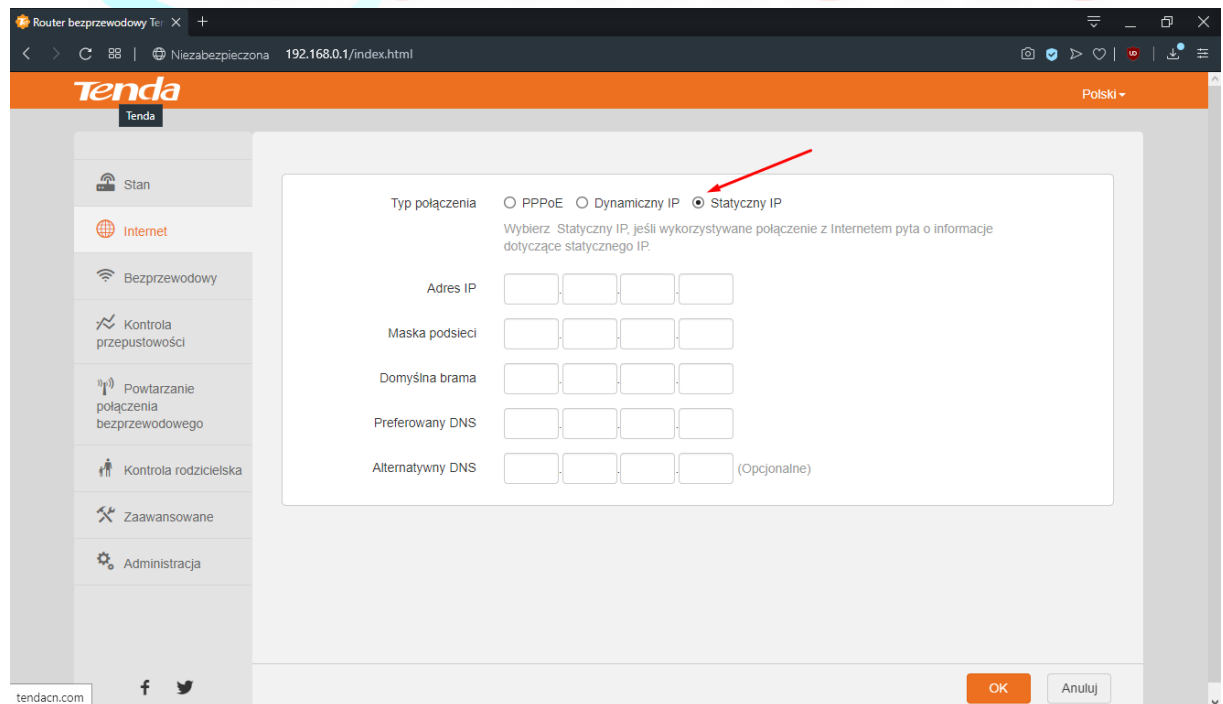 Router bezprzewodowy Ter
Niezabezpieczona 192.168.0.1/index.html
Tenda
Polski
Tenda
Stan
Internet
Bezprzewodowy
Kontrola
przepustowości
Powtarzanie
połączenia
bezprzewodowego
Kontrola rodzicielska
Zaawansowane
Administracja
Typ połączenia PPPoE Dynamiczny IP Statyczny IP
Wybierz Statyczny IP, jeśli wykorzystywane połączenie z Internetem pyta o informacje
dotyczące statycznego IP.
Adres IP . . .
Maska podsieci . . .
Domyślna brama . . .
Preferowany DNS . . .
Alternatywny DNS . . . (Opcjonalne)
OK Anuluj
tendacn.com